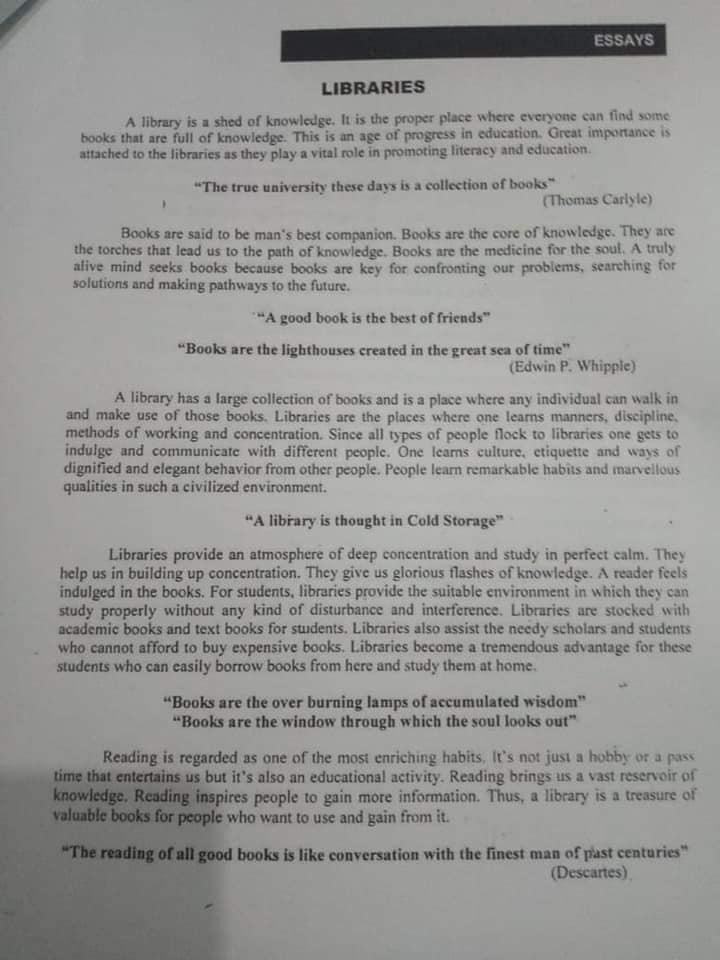 ESSAYS
LIBRARIES
A library is a shed of knowledge. It is the proper place where everyone can find some
books that are full of knowledge. This is an age of progress in education. Great importance is
attached to the libraries as they play a vital role in promoting literacy and education.
“The true university these days is a collection of books”
(Thomas Carlyle)
Books are said to be man’s best companion. Books are the core of knowledge. They are
the torches that lead us to the path of knowledge. Books are the medicine for the soul. A truly
alive mind seeks books because books are key for confronting our problems, searching for
solutions and making pathways to the future.
“A good book is the best of friends”
“Books are the lighthouses created in the great sea of time”
(Edwin P. Whipple)
A library has a large collection of books and is a place where any individual can walk in
and make use of those books. Libraries are the places where one learns manners, discipline,
methods of working and concentration. Since all types of people flock to libraries one gets to
indulge and communicate with different people. One learns culture, etiquette and ways of
dignified and elegant behavior from other people. People learn remarkable habits and marvellous
qualities in such a civilized environment.
“A library is thought in Cold Storage”
Libraries provide an atmosphere of deep concentration and study in perfect calm. They
help us in building up concentration. They give us glorious flashes of knowledge. A reader feels
indulged in the books. For students, libraries provide the suitable environment in which they can
study properly without any kind of disturbance and interference. Libraries are stocked with
academic books and text books for students. Libraries also assist the needy scholars and students
who cannot afford to buy expensive books. Libraries become a tremendous advantage for these
students who can easily borrow books from here and study them at home.
“Books are the over burning lamps of accumulated wisdom”
“Books are the window through which the soul looks out”
Reading is regarded as one of the most enriching habits. It’s not just a hobby or a pass
time that entertains us but it’s also an educational activity. Reading brings us a vast reservoir of
knowledge. Reading inspires people to gain more information. Thus, a library is a treasure of
valuable books for people who want to use and gain from it.
“The reading of all good books is like conversation with the finest man of past centuries”
(Descartes)